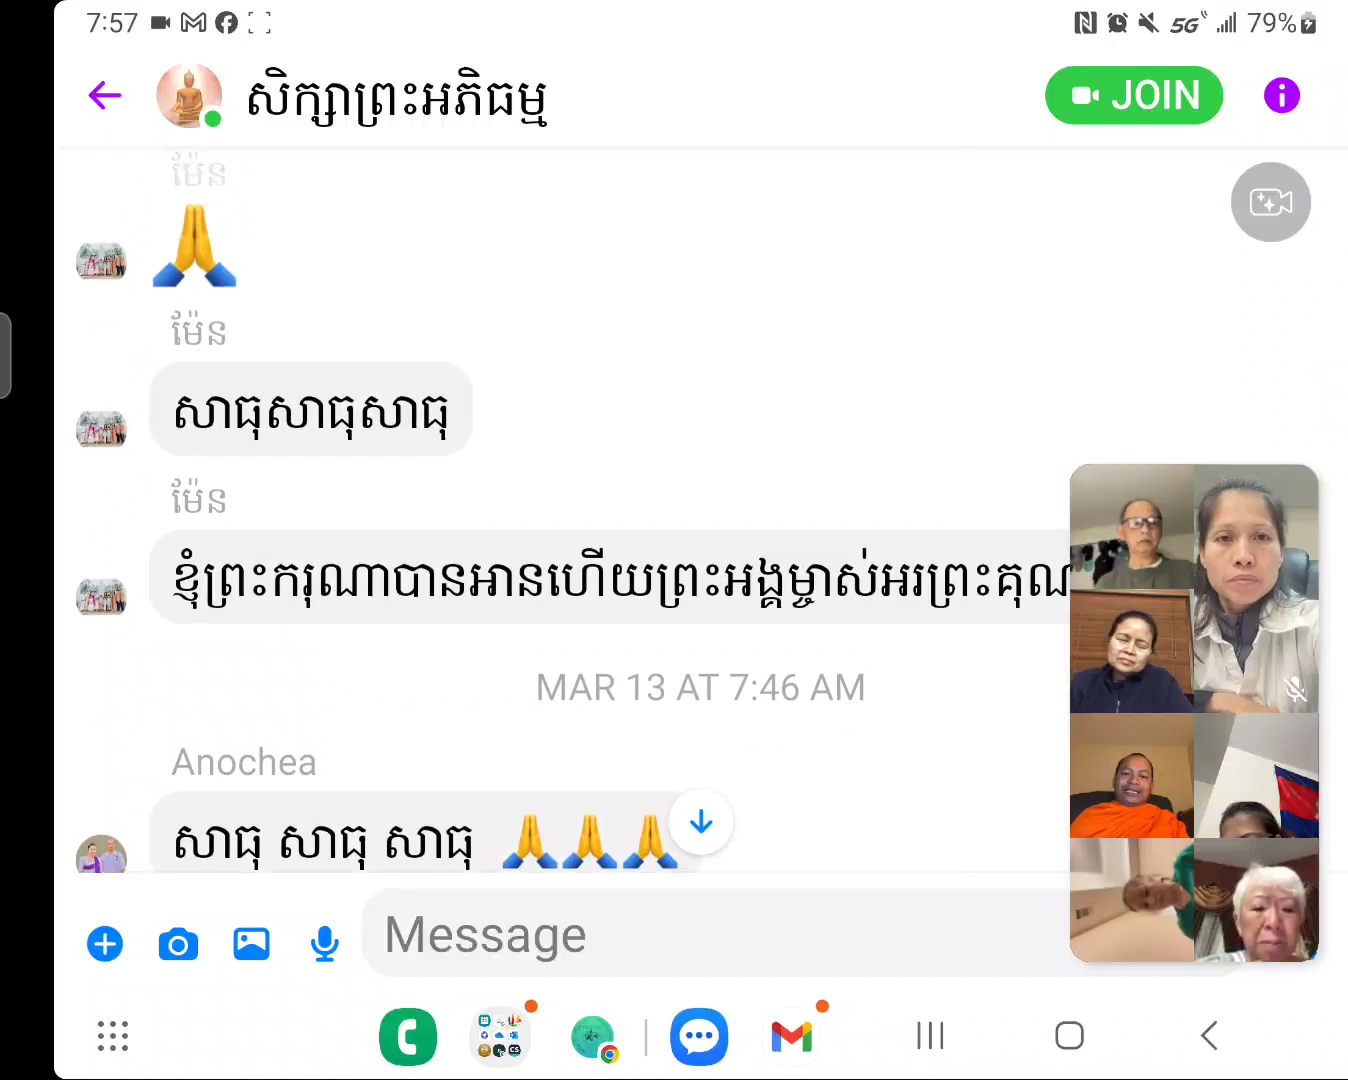 7:57
5G 79%
សិក្សាព្រះអភិធម្ម
JOIN
ម៉ែន
ម៉ែន
សាធុសាធុសាធុ
ម៉ែន
ខ្ញុំព្រះករុណាបានអានហើយព្រះអង្គម្ចាស់អរព្រះគុណ
MAR 13 AT 7:46 AM
Anochea
សាធុ សាធុ សាធុ 🙏🙏🙏
Message